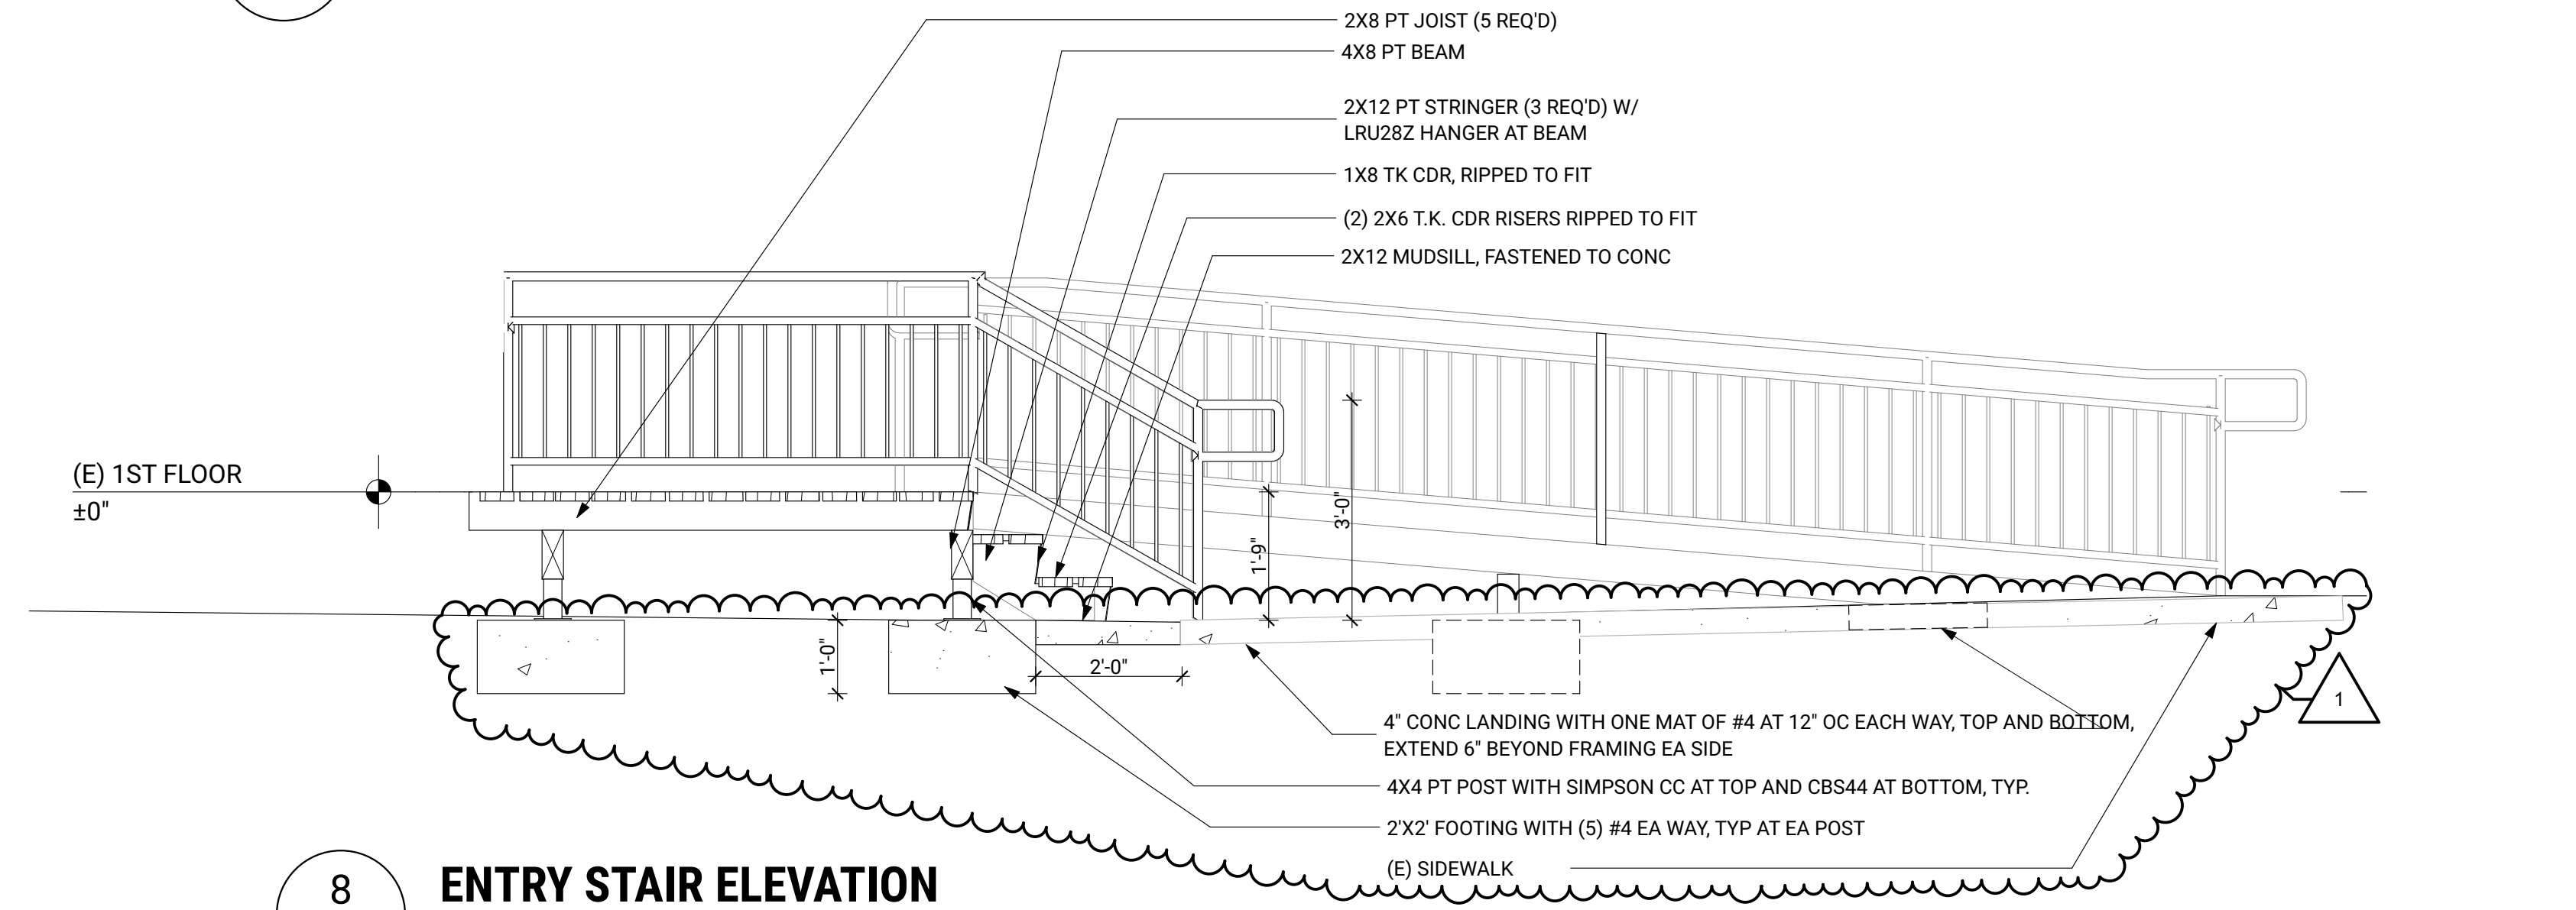 2X8 PT JOIST (5 REQ'D)
4X8 PT BEAM
2X12 PT STRINGER (3 REQ'D) W/
LRU28Z HANGER AT BEAM
1X8 TK CDR, RIPPED TO FIT
(2) 2X6 T.K. CDR RISERS RIPPED TO FIT
2X12 MUDSILL, FASTENED TO CONC
(E) 1ST FLOOR
±0"
3'-0"
1'-9"
1'-0"
2'-0"
1
4" CONC LANDING WITH ONE MAT OF #4 AT 12" OC EACH WAY, TOP AND BOTTOM,
EXTEND 6" BEYOND FRAMING EA SIDE
4X4 PT POST WITH SIMPSON CC AT TOP AND CBS44 AT BOTTOM, TYP.
2'X2' FOOTING WITH (5) #4 EA WAY, TYP AT EA POST
(E) SIDEWALK
8
ENTRY STAIR ELEVATION